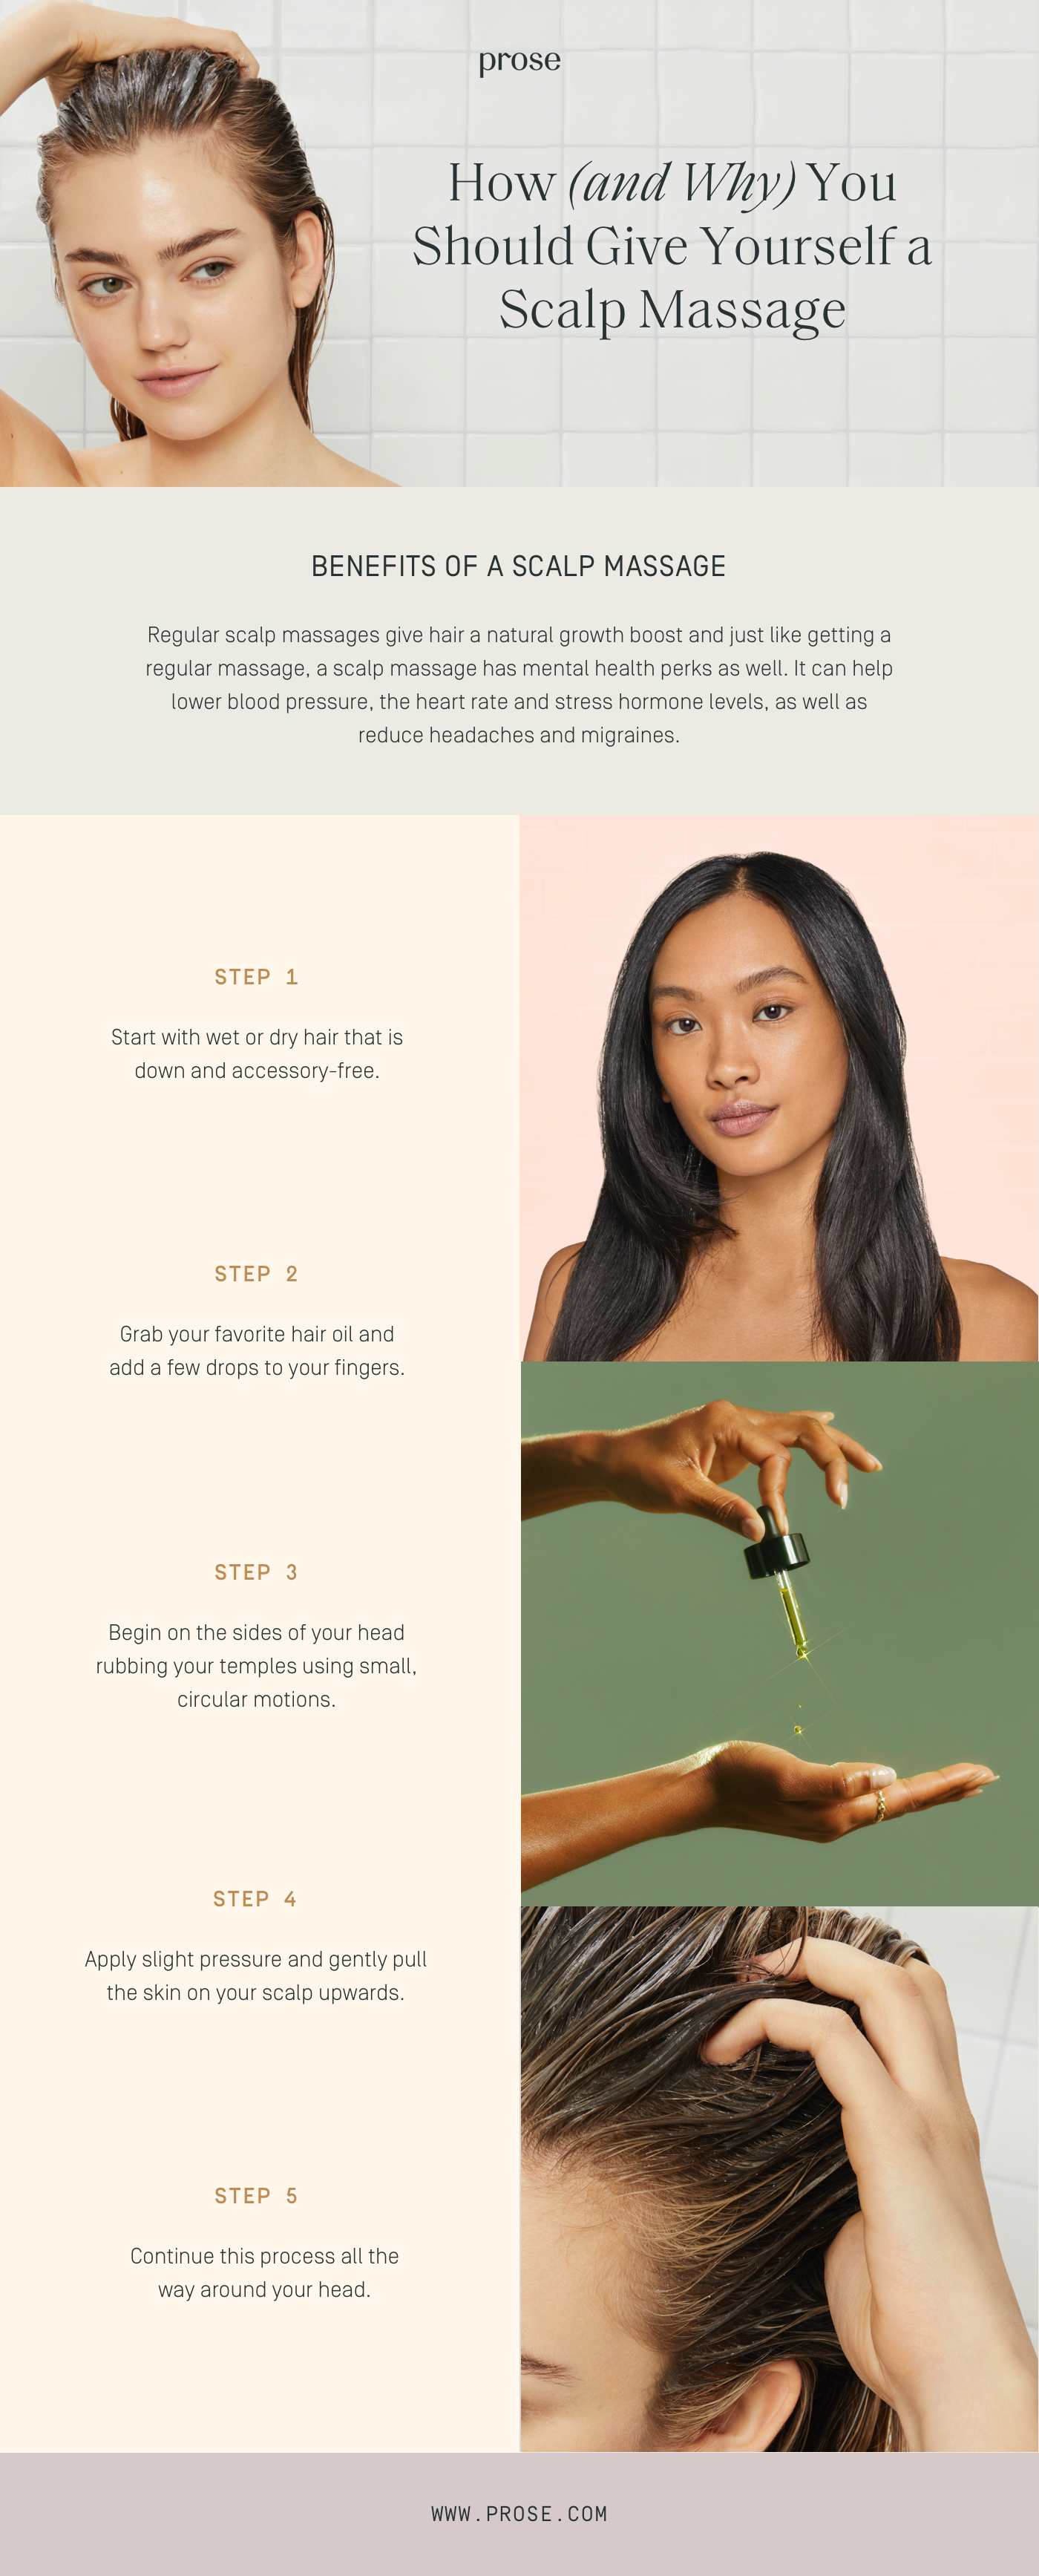 prose
How (and Why) You
Should Give Yourself a
Scalp Massage
BENEFITS OF A SCALP MASSAGE
Regular scalp massages give hair a natural growth boost and just like getting a
regular massage, a scalp massage has mental health perks as well. It can help
lower blood pressure, the heart rate and stress hormone levels, as well as
reduce headaches and migraines.
STEP 1
Start with wet or dry hair that is
down and accessory-free.
STEP 2
Grab your favorite hair oil and
add a few drops to your fingers.
STEP 3
Begin on the sides of your head
rubbing your temples using small,
circular motions.
STEP 4
Apply slight pressure and gently pull
the skin on your scalp upwards.
STEP 5
Continue this process all the
way around your head.
WWW.PROSE.COM